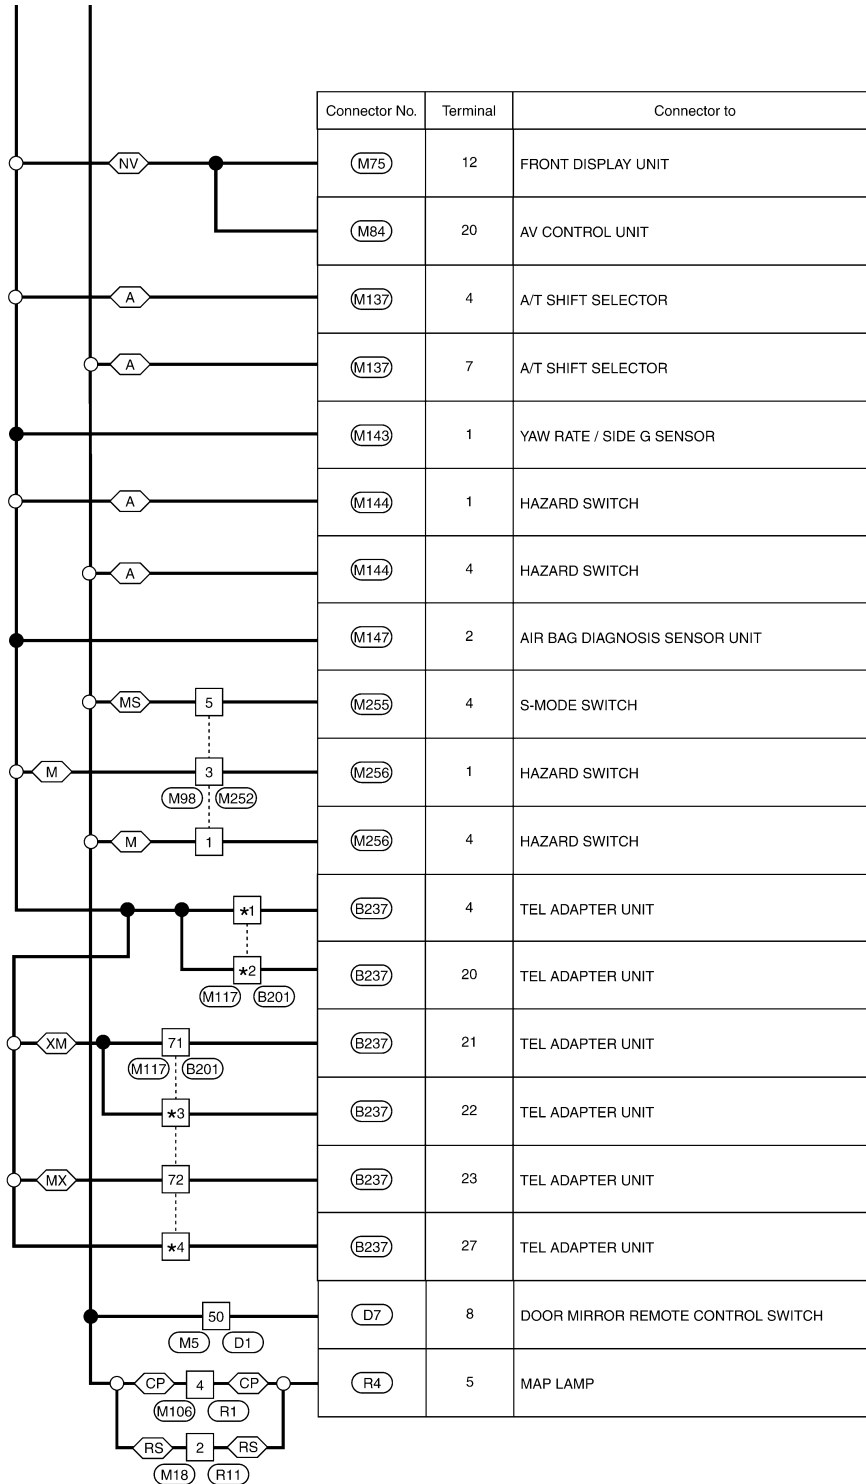 Connector No. Terminal Connector to
NV M75 12 FRONT DISPLAY UNIT
M84 20 AV CONTROL UNIT
A M137 4 A/T SHIFT SELECTOR
A M137 7 A/T SHIFT SELECTOR
M143 1 YAW RATE / SIDE G SENSOR
A M144 1 HAZARD SWITCH
A M144 4 HAZARD SWITCH
M147 2 AIR BAG DIAGNOSIS SENSOR UNIT
MS 5 M255 4 S-MODE SWITCH
M 3 M256 1 HAZARD SWITCH
M98 M252
M 1 M256 4 HAZARD SWITCH
★1 B237 4 TEL ADAPTER UNIT
★2 B237 20 TEL ADAPTER UNIT
M117 B201
XM 71 B237 21 TEL ADAPTER UNIT
M117 B201
★3 B237 22 TEL ADAPTER UNIT
MX 72 B237 23 TEL ADAPTER UNIT
★4 B237 27 TEL ADAPTER UNIT
50 D7 8 DOOR MIRROR REMOTE CONTROL SWITCH
M5 D1
CP 4 CP R4 5 MAP LAMP
M106 R1
RS 2 RS
M18 R11